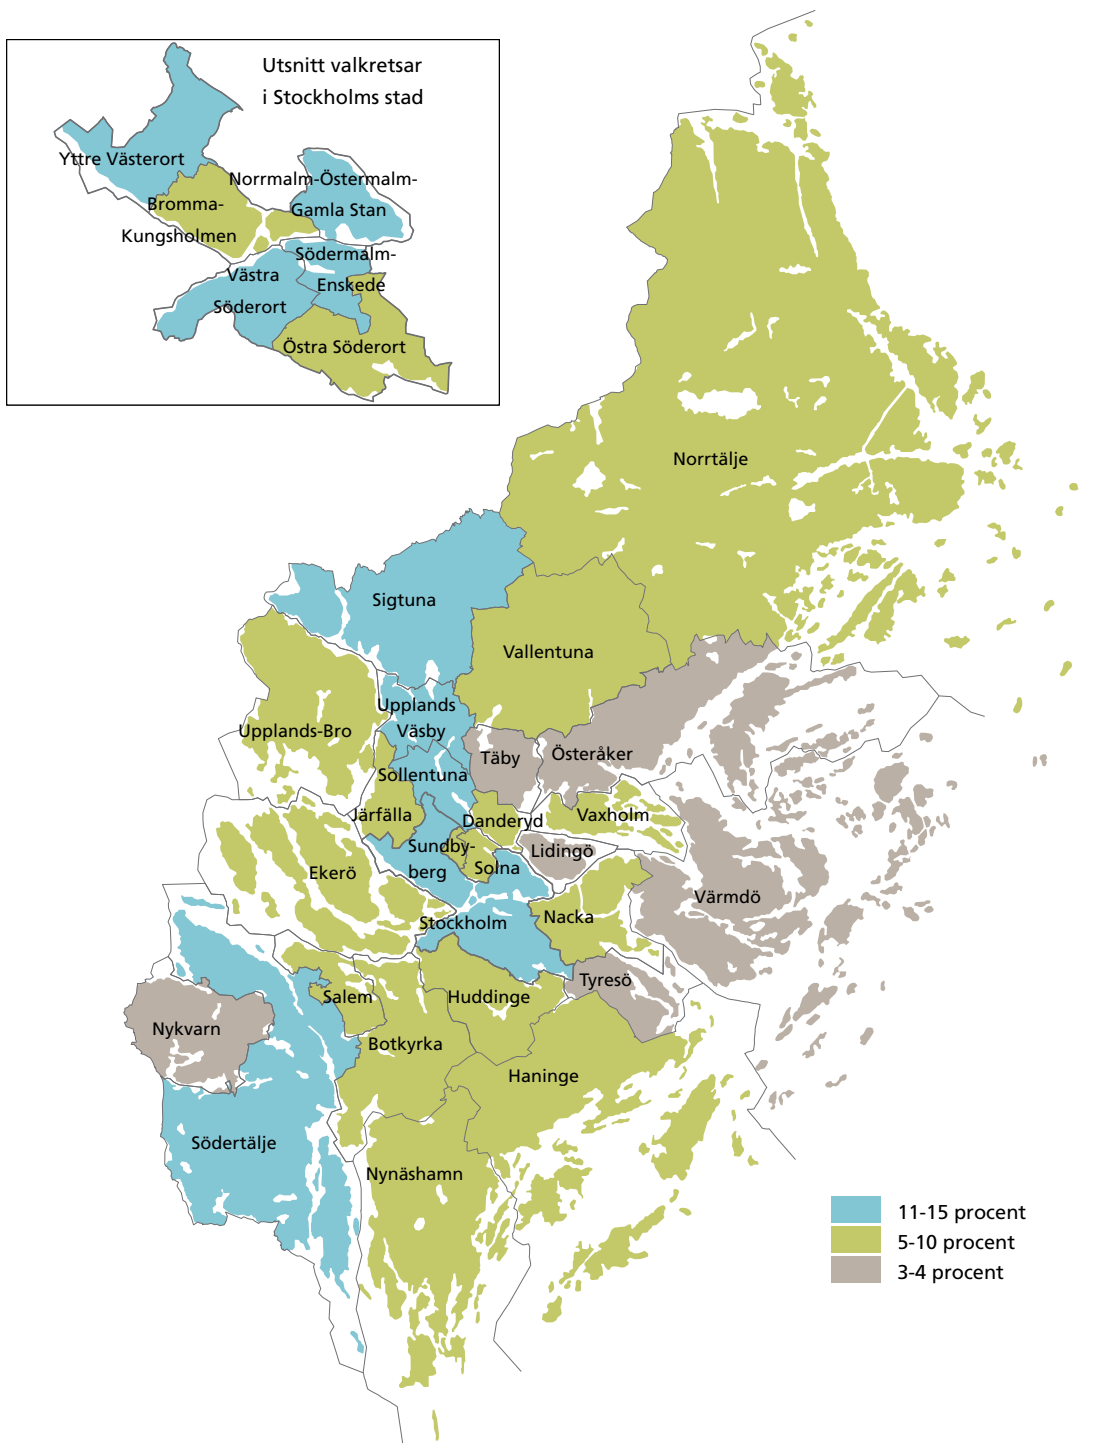 Utsnitt valkretsar
i Stockholms stad
Yttre Västerort
Norrmalm-Östermalm-
Gamla Stan
Bromma-
Kungsholmen
Södermalm-
Enskede
Västra
Söderort
Östra Söderort
Norrtälje
Sigtuna
Vallentuna
Upplands
Väsby
Upplands-Bro
Täby
Österåker
Sollentuna
Järfälla
Danderyd
Vaxholm
Sundby-
berg
Lidingö
Solna
Ekerö
Värmdö
Stockholm
Nacka
Tyresö
Salem
Huddinge
Nykvarn
Botkyrka
Haninge
Södertälje
Nynäshamn
11-15 procent
5-10 procent
3-4 procent